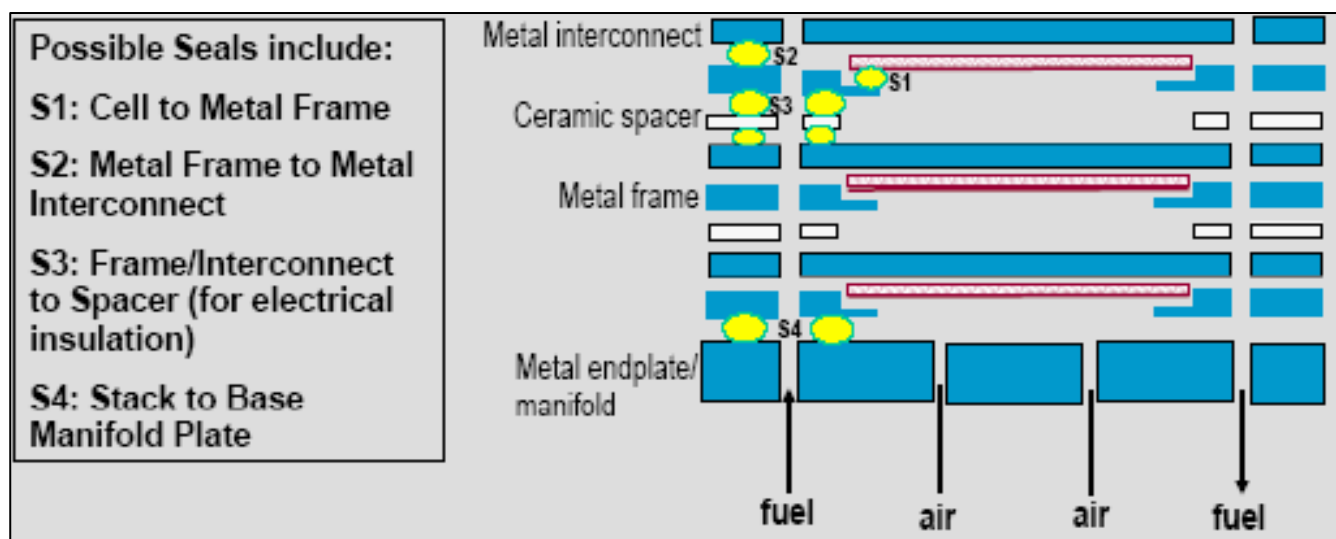 Possible Seals include:
S1: Cell to Metal Frame
S2: Metal Frame to Metal
Interconnect
S3: Frame/Interconnect
to Spacer (for electrical
insulation)
S4: Stack to Base
Manifold Plate
Metal interconnect
S2
S1
S3
Ceramic spacer
Metal frame
S4
Metal endplate/
manifold
fuel
air
air
fuel